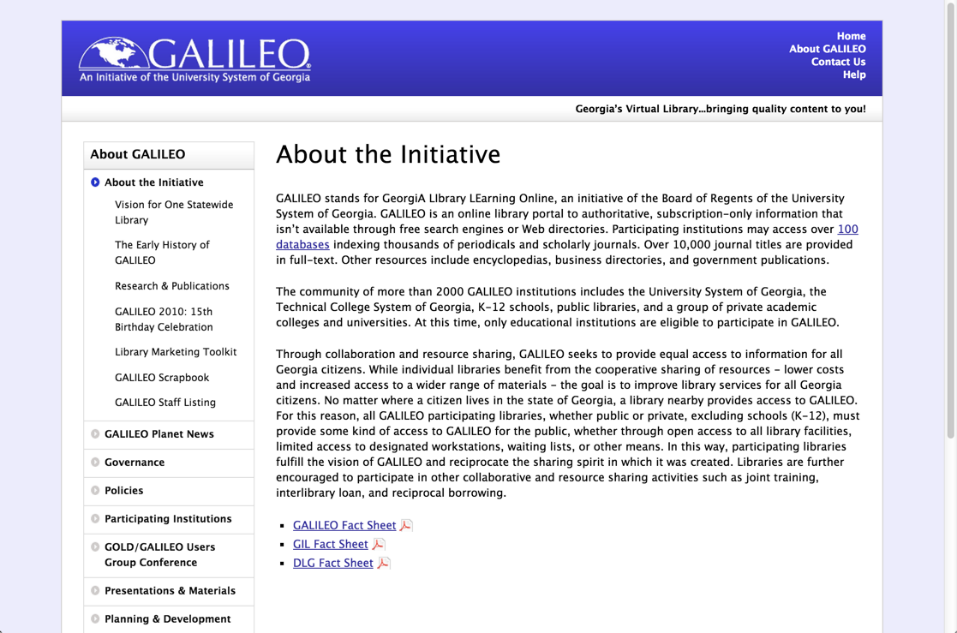 GALILEO®
An Initiative of the University System of Georgia
Home
About GALILEO
Contact Us
Help
Georgia's Virtual Library...bringing quality content to you!
About GALILEO
About the Initiative
Vision for One Statewide
Library
The Early History of
GALILEO
Research & Publications
GALILEO 2010: 15th
Birthday Celebration
Library Marketing Toolkit
GALILEO Scrapbook
GALILEO Staff Listing
GALILEO Planet News
Governance
Policies
Participating Institutions
GOLD/GALILEO Users
Group Conference
Presentations & Materials
Planning & Development
About the Initiative
GALILEO stands for GeorgiA LIbrary LEarning Online, an initiative of the Board of Regents of the University
System of Georgia. GALILEO is an online library portal to authoritative, subscription-only information that
isn't available through free search engines or Web directories. Participating institutions may access over 100
databases indexing thousands of periodicals and scholarly journals. Over 10,000 journal titles are provided
in full-text. Other resources include encyclopedias, business directories, and government publications.
The community of more than 2000 GALILEO institutions includes the University System of Georgia, the
Technical College System of Georgia, K-12 schools, public libraries, and a group of private academic
colleges and universities. At this time, only educational institutions are eligible to participate in GALILEO.
Through collaboration and resource sharing, GALILEO seeks to provide equal access to information for all
Georgia citizens. While individual libraries benefit from the cooperative sharing of resources - lower costs
and increased access to a wider range of materials - the goal is to improve library services for all Georgia
citizens. No matter where a citizen lives in the state of Georgia, a library nearby provides access to GALILEO.
For this reason, all GALILEO participating libraries, whether public or private, excluding schools (K-12), must
provide some kind of access to GALILEO for the public, whether through open access to all library facilities,
limited access to designated workstations, waiting lists, or other means. In this way, participating libraries
fulfill the vision of GALILEO and reciprocate the sharing spirit in which it was created. Libraries are further
encouraged to participate in other collaborative and resource sharing activities such as joint training,
interlibrary loan, and reciprocal borrowing.
GALILEO Fact Sheet
GIL Fact Sheet
DLG Fact Sheet